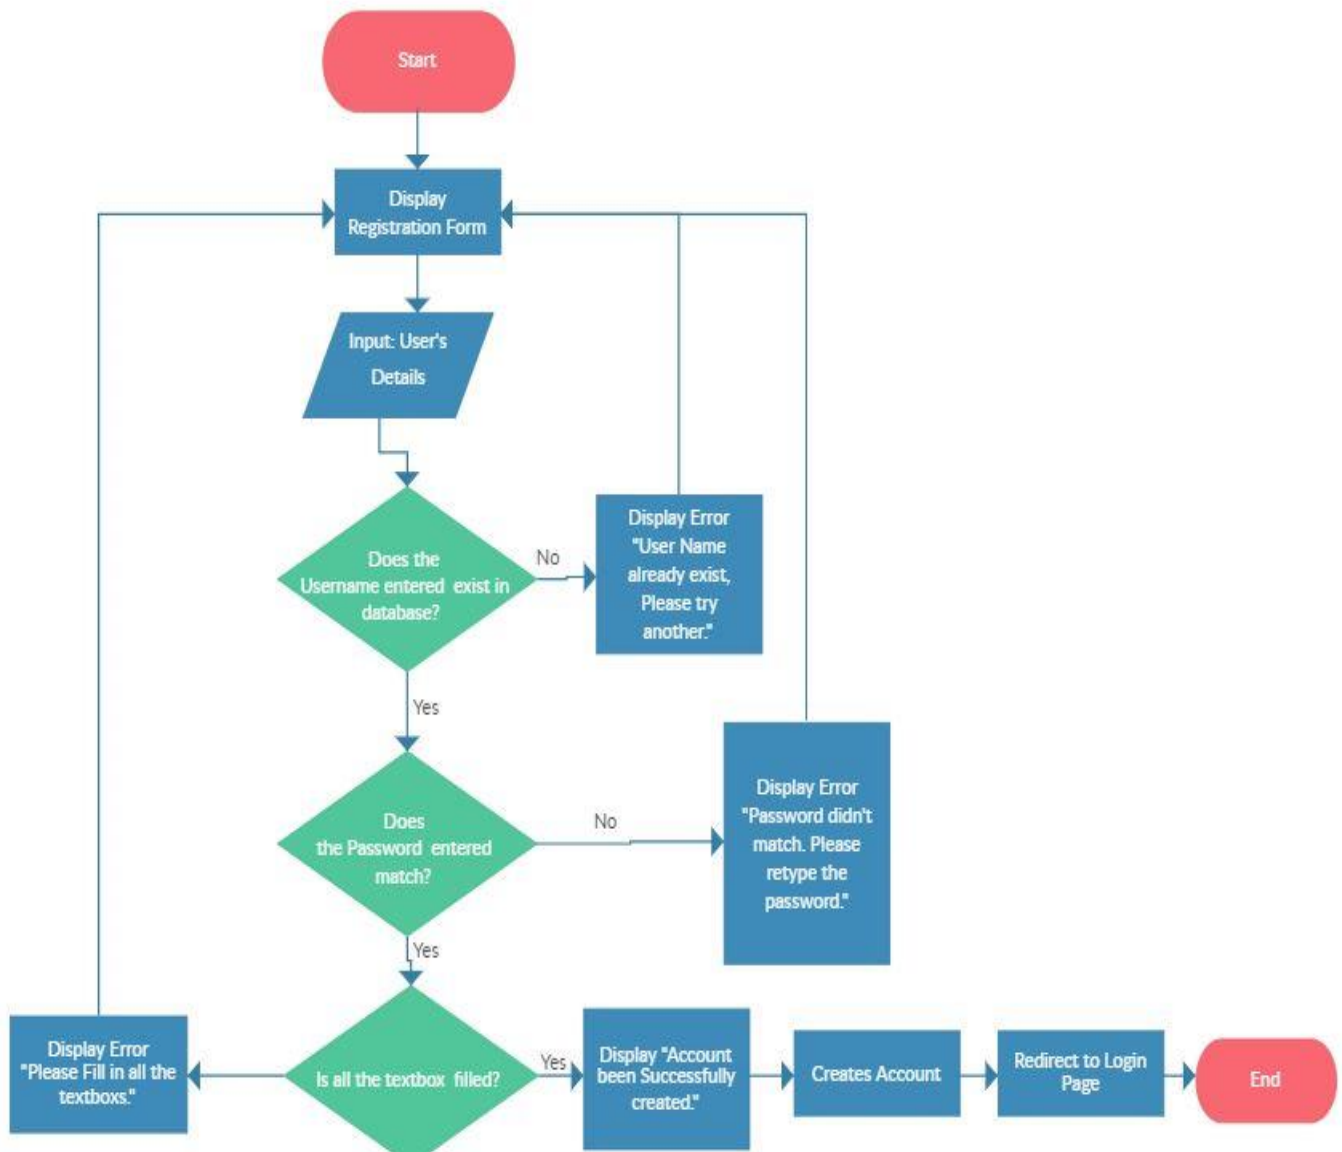 Start
Display
Registration Form
Input: User's
Details
Does the
Username entered exist in
database?
No
Display Error
"User Name
already exist,
Please try
another."
Yes
Does
the Password entered
match?
No
Display Error
"Password didn't
match. Please
retype the
password."
Yes
Is all the textbox filled?
Display Error
"Please Fill in all the
textboxs."
Yes
Display "Account
been Successfully
created."
Creates Account
Redirect to Login
Page
End